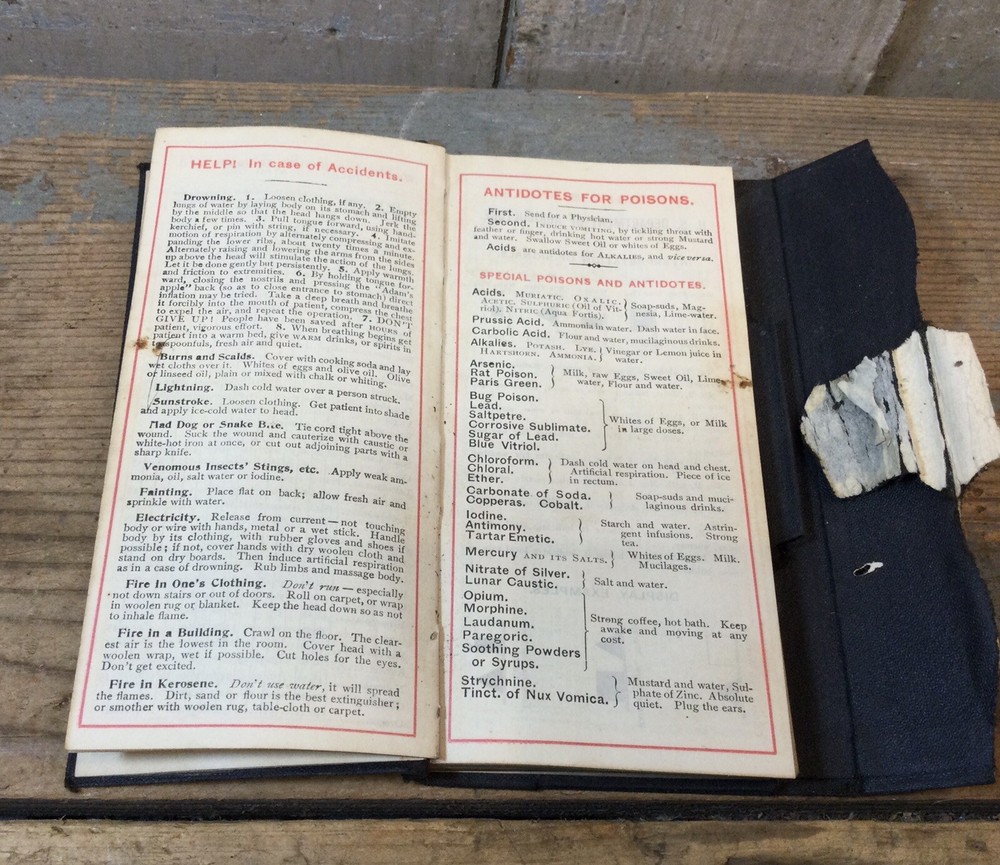 HELP! In case of Accidents.
Drowning. 1. Loosen clothing, if any. 2. Empty
lungs of water by laying body on its stomach and lifting
by the middle so that the head hangs down. Jerk the
body a few times. 3. Pull tongue forward, using hand-
kerchief, or pin with string, if necessary. 4. Imitate
motion of respiration by alternately compressing and ex-
panding the lower ribs, about twenty times a minute.
Alternately raising and lowering the arms from the sides
up above the head will stimulate the action of the lungs.
Let it be done gently but persistently. 5. Apply warmth
and friction to extremities. 6. By holding tongue for-
ward, closing the nostrils and pressing the "Adam's
apple" back (so as to close entrance to stomach) direct
inflation may be tried. Take a deep breath and breathe
it forcibly into the mouth of patient, compress the chest
to expel the air, and repeat the operation. 7. DON'T
GIVE UP! People have been saved after HOURS of
patient, vigorous effort. 8. When breathing begins get
patient into a warm bed, give WARM drinks, or spirits in
teaspoonfuls, fresh air and quiet.
Burns and Scalds. Cover with cooking soda and lay
wet cloths over it. Whites of eggs and olive oil. Olive
or linseed oil, plain or mixed with chalk or whiting.
Lightning. Dash cold water over a person struck.
Sunstroke. Loosen clothing. Get patient into shade
and apply ice-cold water to head.
Mad Dog or Snake Bite. Tie cord tight above the
wound. Suck the wound and cauterize with caustic or
white-hot iron at once, or cut out adjoining parts with a
sharp knife.
Venomous Insects' Stings, etc. Apply weak am-
monia, oil, salt water or iodine.
Fainting. Place flat on back; allow fresh air and
sprinkle with water.
Electricity. Release from current—not touching
body or wire with hands, metal or a wet stick. Handle
body by its clothing, with rubber gloves and shoes if
possible; if not, cover hands with dry woolen cloth and
stand on dry boards. Then induce artificial respiration
as in case of drowning. Rub limbs and massage body.
Fire in One's Clothing. Don't run—especially
not down stairs or out of doors. Roll on carpet, or wrap
in woolen rug or blanket. Keep the head down so as not
to inhale flame.
Fire in a Building. Crawl on the floor. The clear-
est air is the lowest in the room. Cover head with a
woolen wrap, wet if possible. Cut holes for the eyes.
Don't get excited.
Fire in Kerosene. Don't use water, it will spread
the flames. Dirt, sand or flour is the best extinguisher;
or smother with woolen rug, table-cloth or carpet.
ANTIDOTES FOR POISONS.
First. Send for a Physician.
Second. INDUCE VOMITING, by tickling throat with
feather or finger, drinking hot water or strong Mustard
and water. Swallow Sweet Oil or whites of Eggs.
Acids are antidotes for ALKALIES, and vice versa.
SPECIAL POISONS AND ANTIDOTES.
Acids. MURIATIC. OXALIC.
ACETIC. SULPHURIC (Oil of Vit-
riol). NITRIC (Aqua Fortis).
Soap-suds, Mag-
nesia, Lime-water.
Prussic Acid. Ammonia in water. Dash water in face.
Carbolic Acid. Flour and water, mucilaginous drinks.
Alkalies. POTASH. LYE.
HARTSHORN. AMMONIA.
Vinegar or Lemon juice in
water.
Arsenic.
Rat Poison.
Paris Green.
Milk, raw Eggs, Sweet Oil, Lime-
water, Flour and water.
Bug Poison.
Lead.
Saltpetre.
Corrosive Sublimate.
Sugar of Lead.
Blue Vitriol.
Whites of Eggs, or Milk
in large doses.
Chloroform.
Chloral.
Ether.
Dash cold water on head and chest.
Artificial respiration. Piece of ice
in rectum.
Carbonate of Soda.
Copperas. Cobalt.
Soap-suds and muci-
laginous drinks.
Iodine.
Antimony.
Tartar Emetic.
Starch and water. Astrin-
gent infusions. Strong
tea.
Mercury AND ITS SALTS.
Whites of Eggs. Milk.
Mucilages.
Nitrate of Silver.
Lunar Caustic.
Salt and water.
Opium.
Morphine.
Laudanum.
Paregoric.
Soothing Powders
or Syrups.
Strong coffee, hot bath. Keep
awake and moving at any
cost.
Strychnine.
Tinct. of Nux Vomica.
Mustard and water, Sul-
phate of Zinc. Absolute
quiet. Plug the ears.